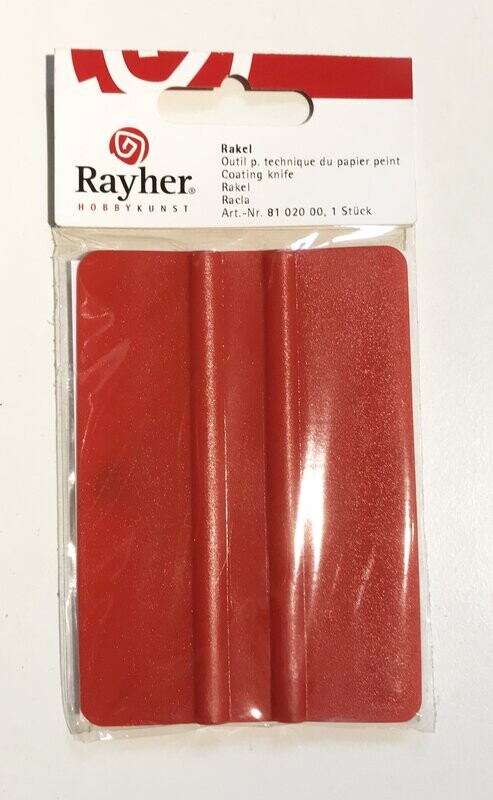 Rayher®
HOBBYKUNST
Rakel
Outil p. technique du papier peint
Coating knife
Rakel
Racla
Art.-Nr. 81 020 00, 1 Stück